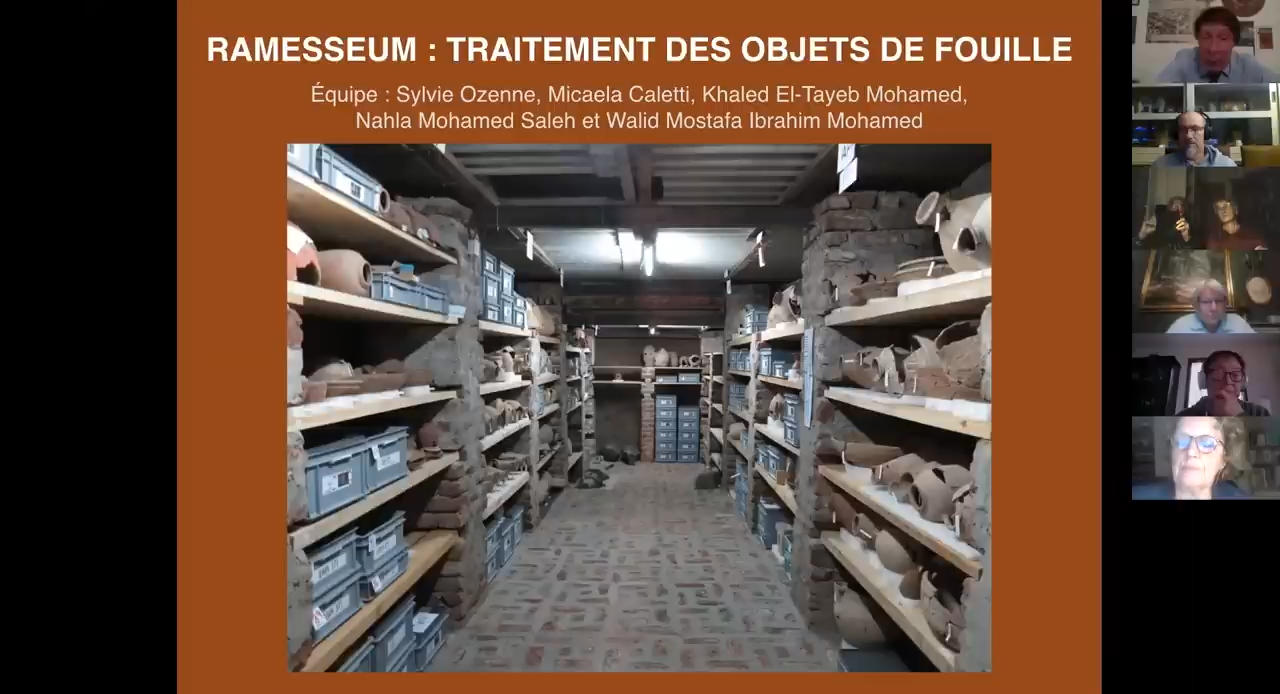 RAMESSEUM : TRAITEMENT DES OBJETS DE FOUILLE
Équipe : Sylvie Ozenne, Micaela Caletti, Khaled El-Tayeb Mohamed,
Nahla Mohamed Saleh et Walid Mostafa Ibrahim Mohamed